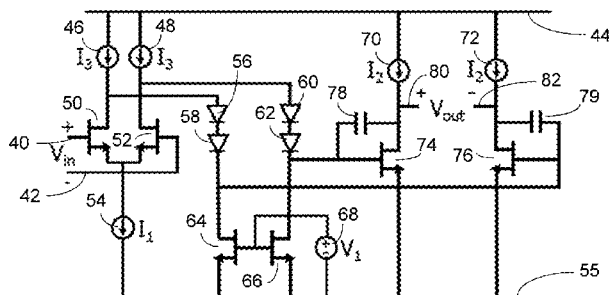 46 48 70 72 44
I3 I3 56 60 I2 I2
80 82 79
50 58 62 78 + Vout -
40 + Vin 52 74 76
42 -
54 I1 64 68 V1
66 55